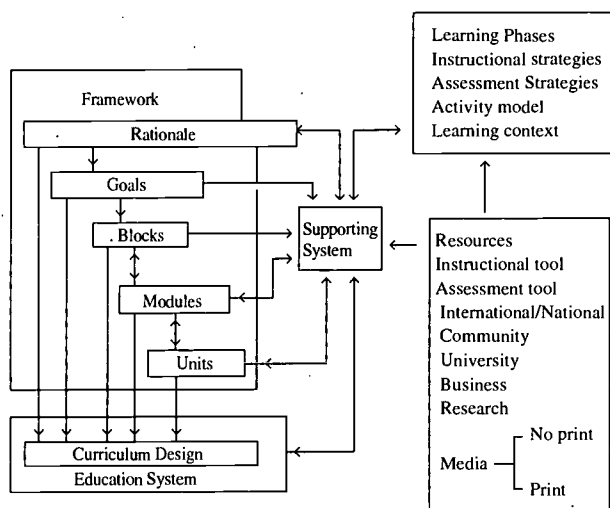 Framework
Rationale
Goals
Blocks
Modules
Units
Curriculum Design
Education System
Supporting
System
Learning Phases
Instructional strategies
Assessment Strategies
Activity model
Learning context
Resources
Instructional tool
Assessment tool
International/National
Community
University
Business
Research
Media
No print
Print